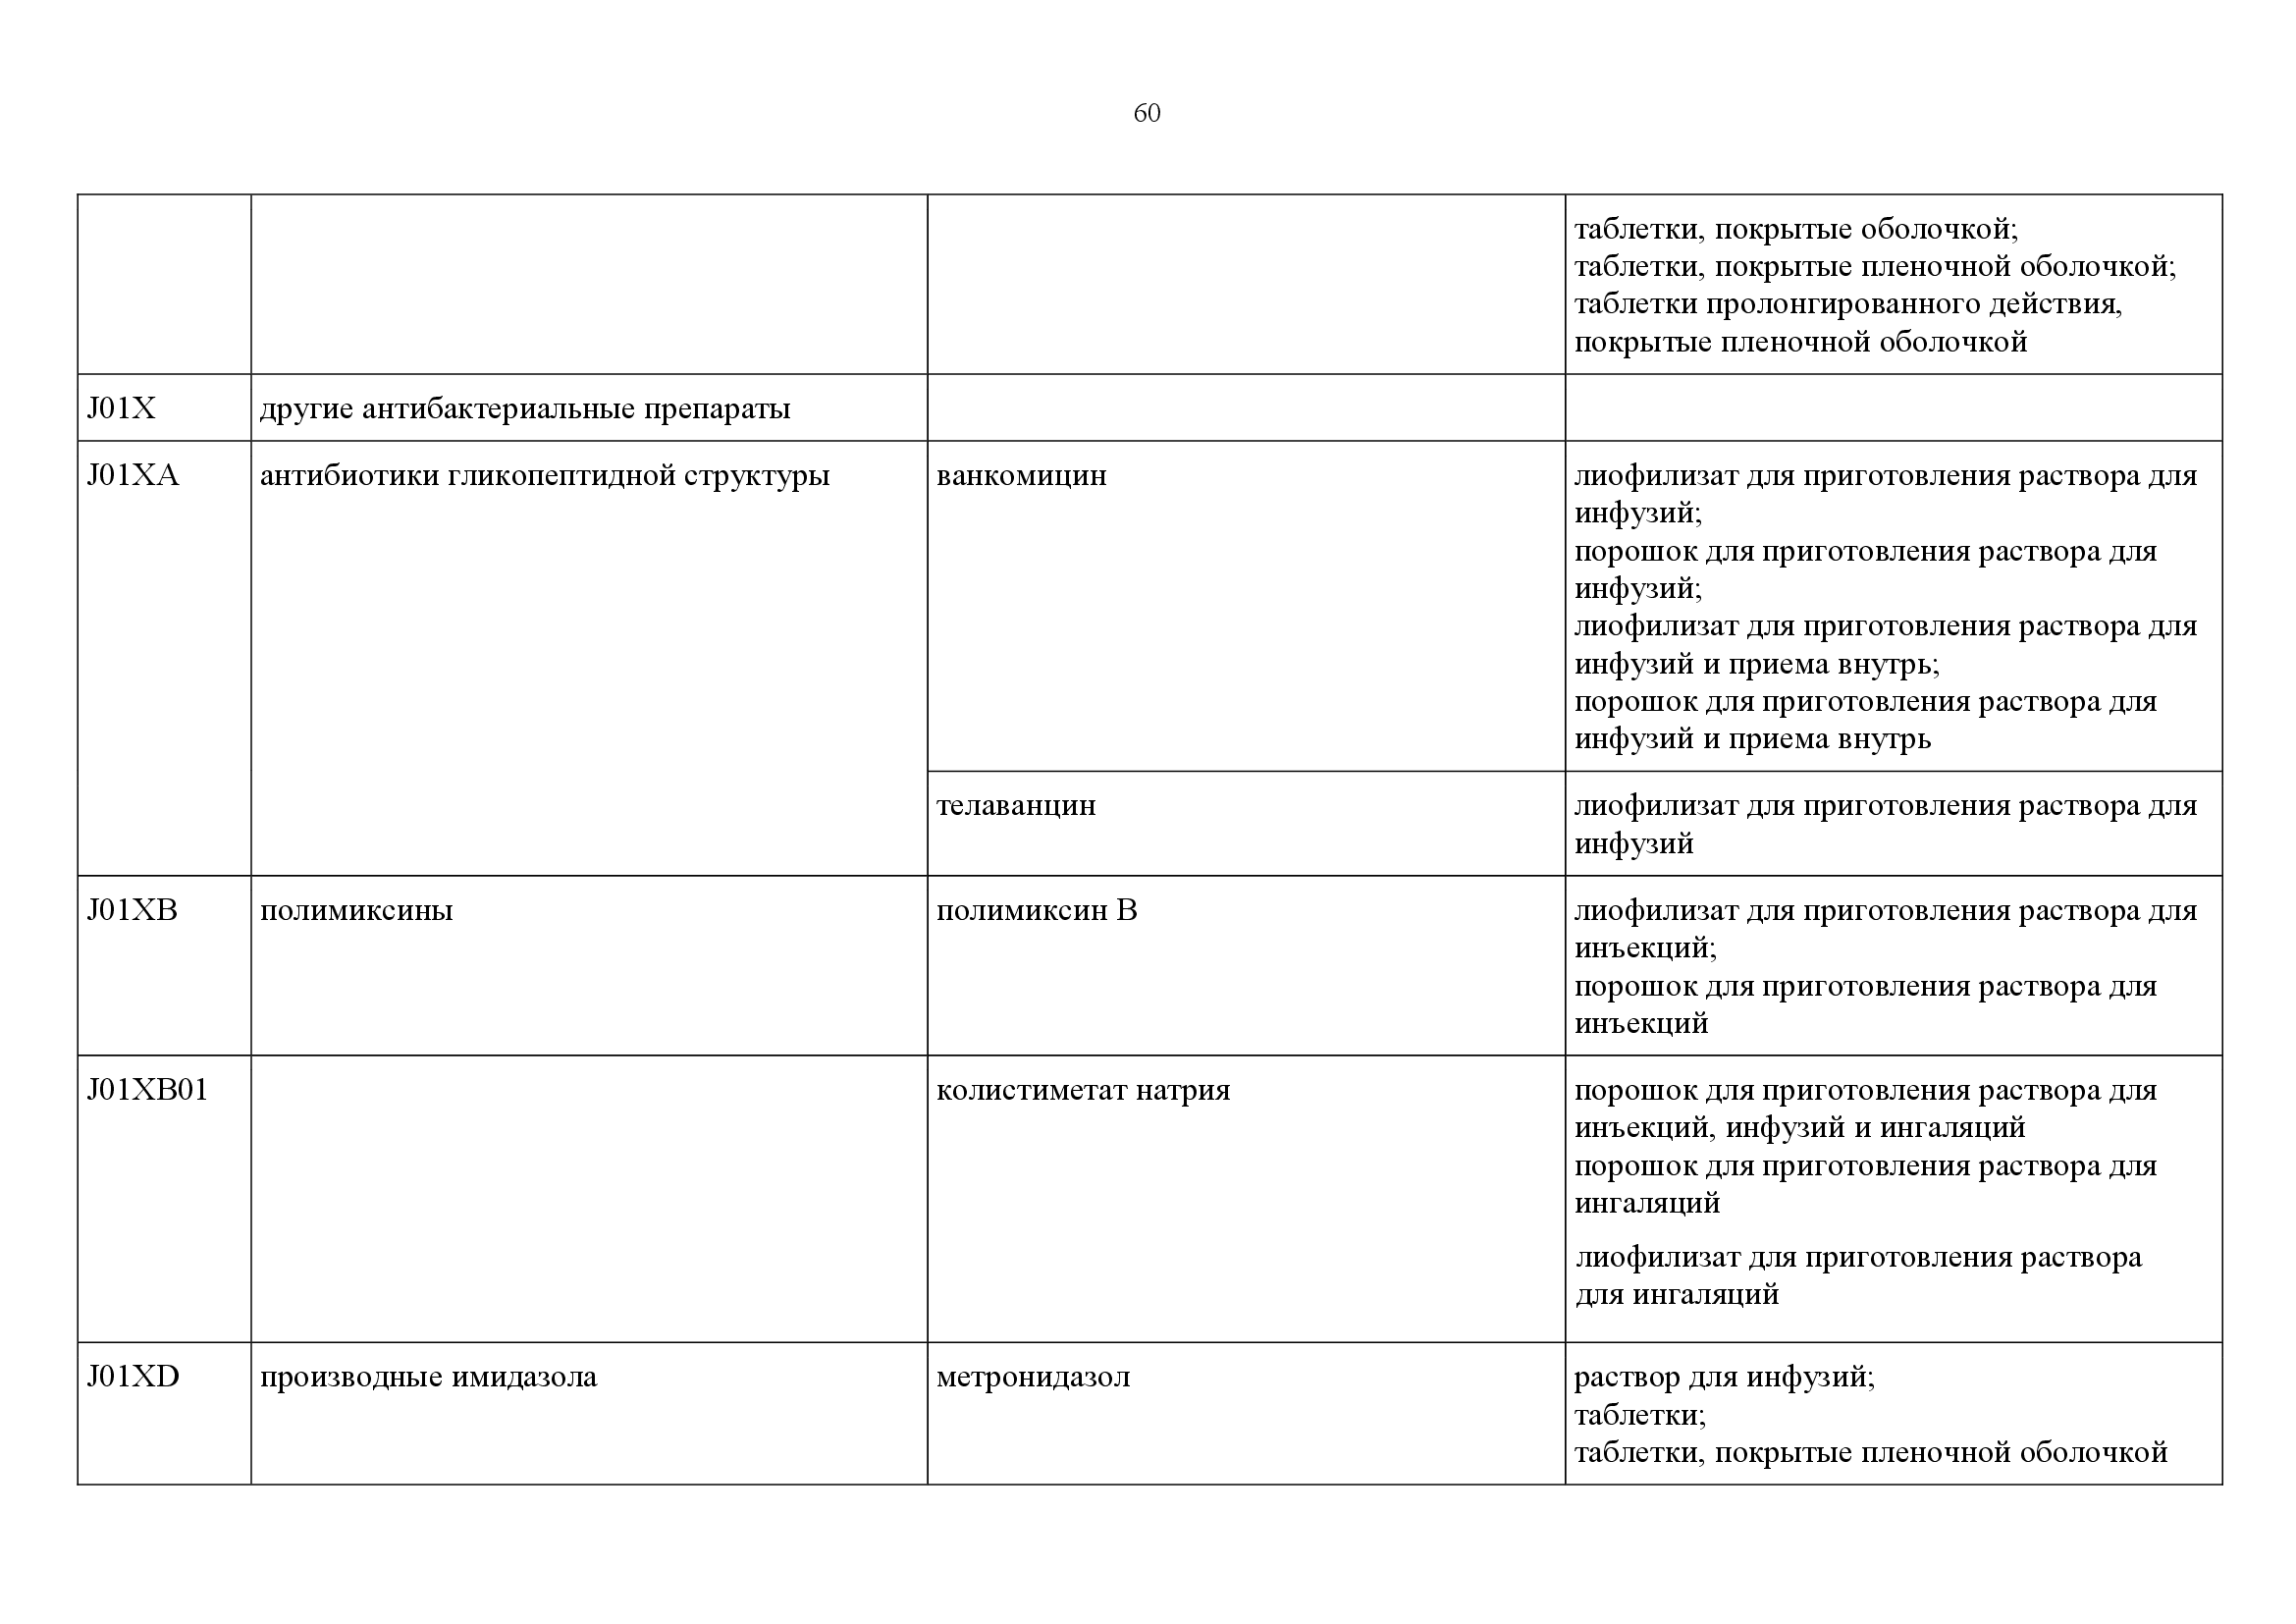 60
таблетки, покрытые оболочкой;
таблетки, покрытые пленочной оболочкой;
таблетки пролонгированного действия,
покрытые пленочной оболочкой
J01X
другие антибактериальные препараты
J01XA
антибиотики гликопептидной структуры
ванкомицин
лиофилизат для приготовления раствора для
инфузий;
порошок для приготовления раствора для
инфузий;
лиофилизат для приготовления раствора для
инфузий и приема внутрь;
порошок для приготовления раствора для
инфузий и приема внутрь
телаванцин
лиофилизат для приготовления раствора для
инфузий
J01XB
полимиксины
полимиксин B
лиофилизат для приготовления раствора для
инъекций;
порошок для приготовления раствора для
инъекций
J01XB01
колистиметат натрия
порошок для приготовления раствора для
инъекций, инфузий и ингаляций
порошок для приготовления раствора для
ингаляций
лиофилизат для приготовления раствора
для ингаляций
J01XD
производные имидазола
метронидазол
раствор для инфузий;
таблетки;
таблетки, покрытые пленочной оболочкой